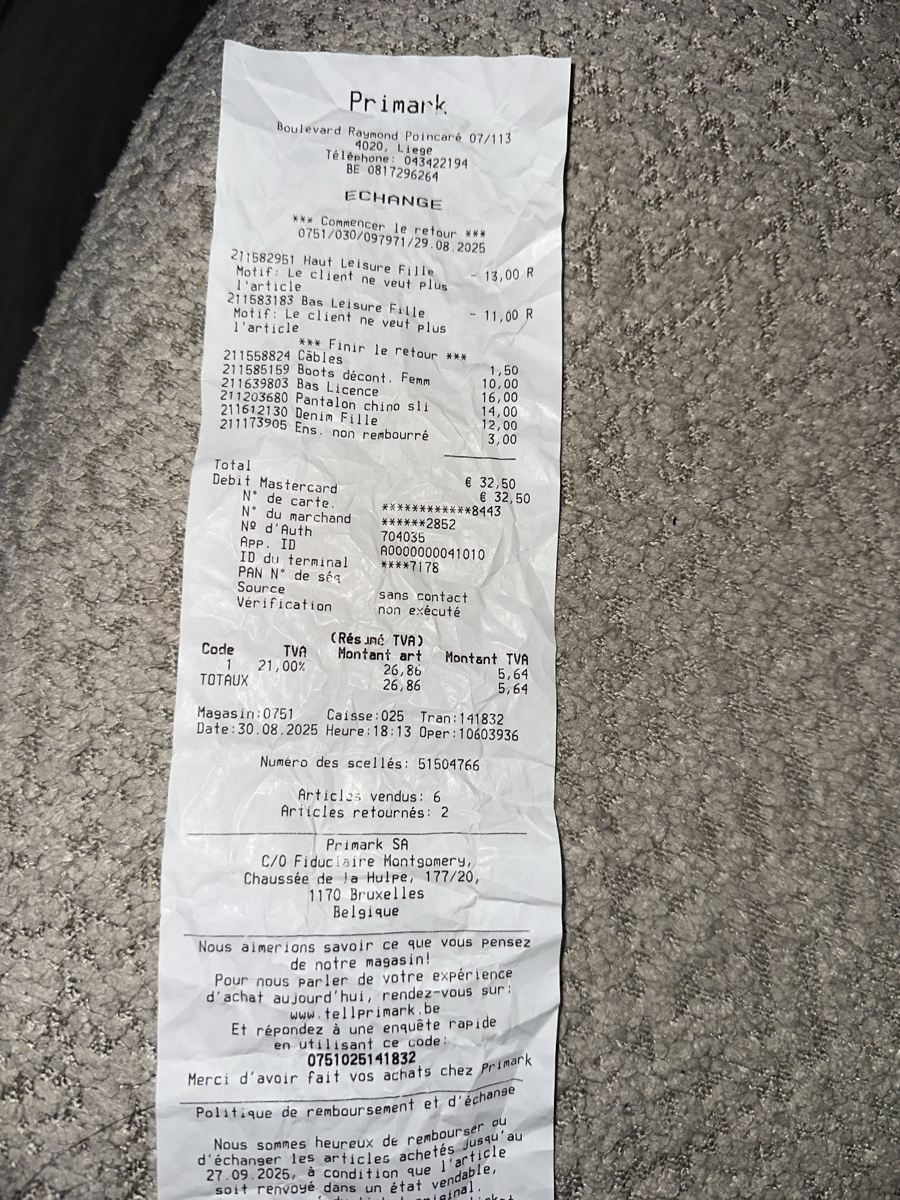 Primark
Boulevard Raymond Poincaré 07/113
4020, Liege
Téléphone: 043422194
BE 0817296264
ECHANGE
*** Commencer le retour ***
0751/030/097971/29.08.2025
211582951 Haut Leisure Fille - 13,00 R
Motif: Le client ne veut plus
l'article
211583183 Bas Leisure Fille - 11,00 R
Motif: Le client ne veut plus
l'article
*** Finir le retour ***
211558824 Câbles 1,50
211585159 Boots décont. Femm 10,00
211639803 Bas Licence 16,00
211203680 Pantalon chino sli 14,00
211612130 Denim Fille 12,00
211173905 Ens. non rembourré 3,00
Total € 32,50
Debit Mastercard € 32,50
N° de carte. ************8443
N° du marchand ******2852
Nº d'Auth 704035
App. ID A0000000041010
ID du terminal ****7178
PAN N° de séq
Source sans contact
Vérification non exécuté
(Résumé TVA)
Code TVA Montant art Montant TVA
1 21,00% 26,86 5,64
TOTAUX 26,86 5,64
Magasin:0751 Caisse:025 Tran:141832
Date:30.08.2025 Heure:18:13 Oper:10603936
Numéro des scellés: 51504766
Articles vendus: 6
Articles retournés: 2
Primark SA
C/O Fiduciaire Montgomery,
Chaussée de la Hulpe, 177/20,
1170 Bruxelles
Belgique
Nous aimerions savoir ce que vous pensez
de notre magasin!
Pour nous parler de votre expérience
d'achat aujourd'hui, rendez-vous sur:
www.tellprimark.be
Et répondez à une enquête rapide
en utilisant ce code:
0751025141832
Merci d'avoir fait vos achats chez Primark
Politique de remboursement et d'échange
Nous sommes heureux de rembourser ou
d'échanger les articles achetés jusqu'au
27.09.2025, à condition que l'article
soit renvoyé dans un état vendable,
original.